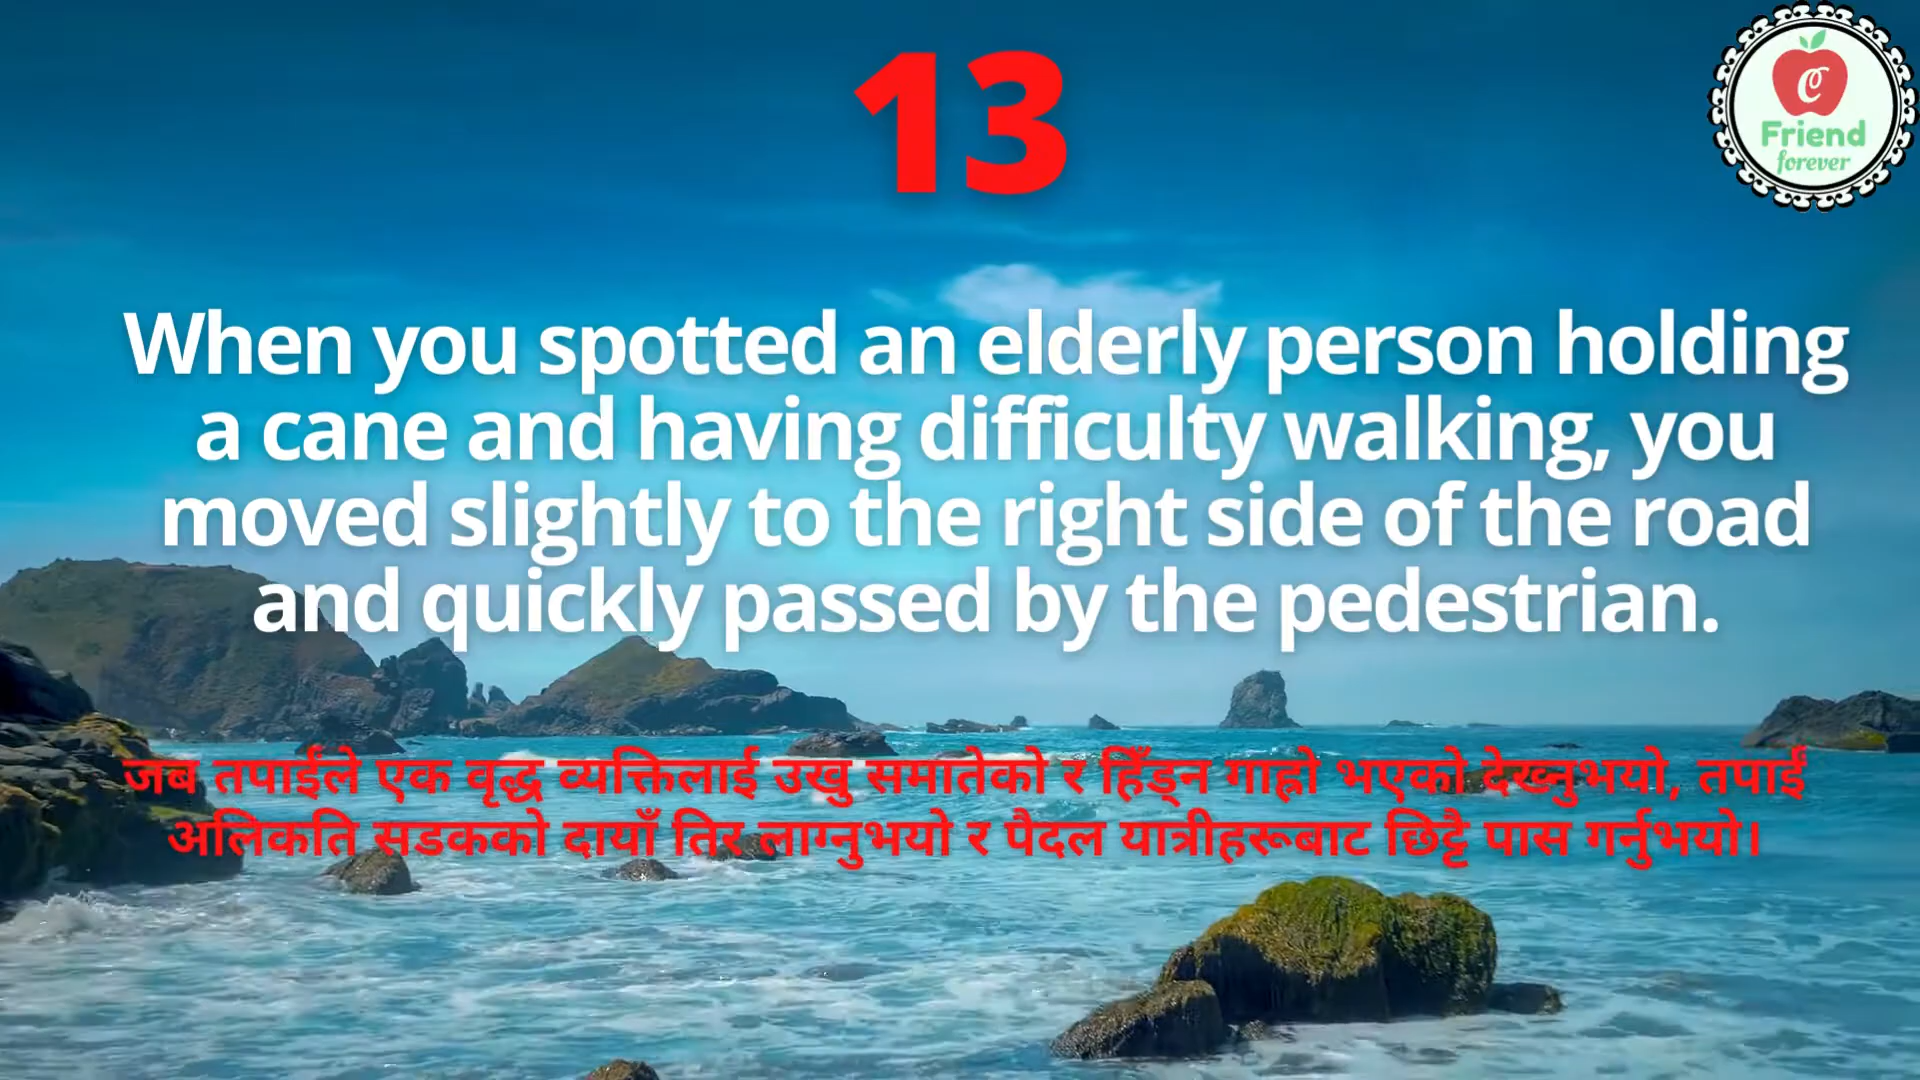 13
C
Friend
forever
When you spotted an elderly person holding
a cane and having difficulty walking, you
moved slightly to the right side of the road
and quickly passed by the pedestrian.
जब तपाईंले एक वृद्ध व्यक्तिलाई उखु समातेको र हिँड्न गाह्रो भएको देख्नुभयो, तपाईं
अलिकति सडकको दायाँ तिर लाग्नुभयो र पैदल यात्रीहरूबाट छिट्टै पास गर्नुभयो।